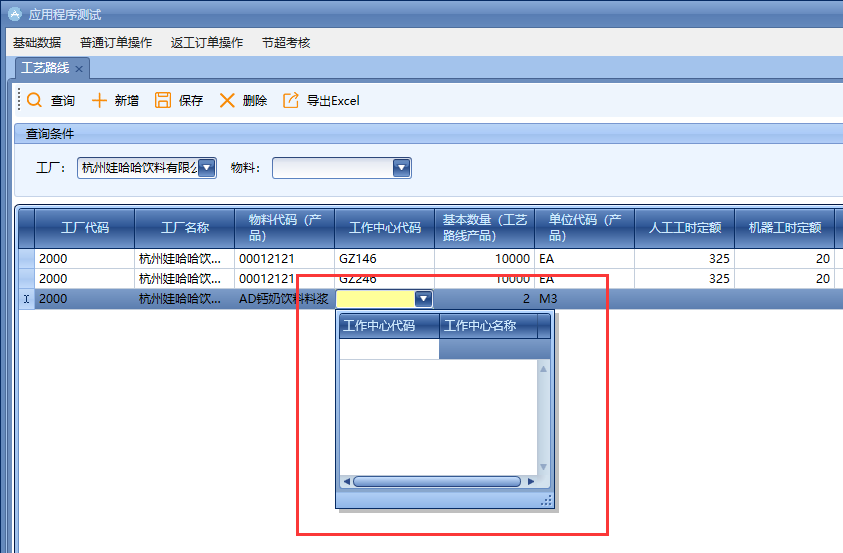 应用程序测试
基础数据 普通订单操作 返工订单操作 节超考核
工艺路线 ×
查询 新增 保存 删除 导出Excel
查询条件
工厂： 杭州娃哈哈饮料有限公 物料：
工厂代码 工厂名称 物料代码（产品） 工作中心代码 基本数量（工艺路线产品） 单位代码（产品） 人工工时定额 机器工时定额
2000 杭州娃哈哈饮... 00012121 GZ146 10000 EA 325 20
2000 杭州娃哈哈饮... 00012121 GZ246 10000 EA 325 20
2000 杭州娃哈哈饮... AD钙奶饮料料浆 2 M3
工作中心代码 工作中心名称